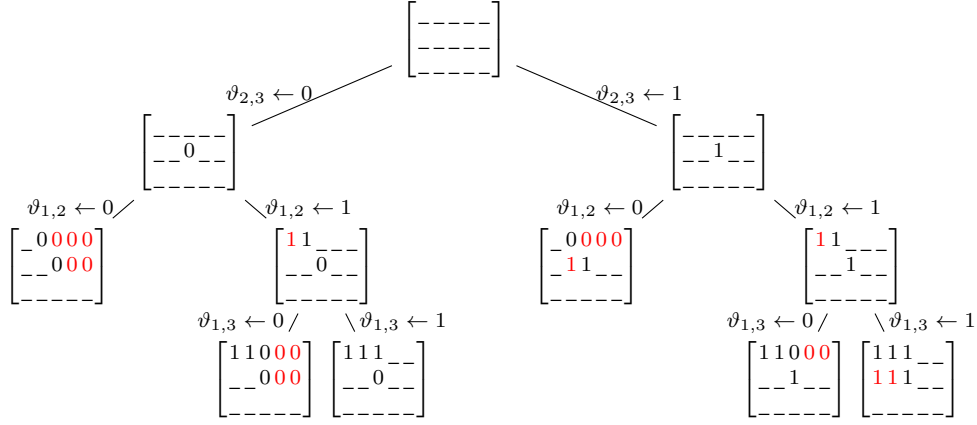 [_ _ _ _ _
_ _ _ _ _
_ _ _ _ _]
ϑ2,3 ← 0
ϑ2,3 ← 1
[_ _ _ _ _
_ _ 0 _ _
_ _ _ _ _]
[_ _ _ _ _
_ _ 1 _ _
_ _ _ _ _]
ϑ1,2 ← 0
ϑ1,2 ← 1
ϑ1,2 ← 0
ϑ1,2 ← 1
[_ 0 0 0 0
_ _ 0 0 0
_ _ _ _ _]
[1 1 _ _ _
_ _ 0 _ _
_ _ _ _ _]
[_ 0 0 0 0
_ 1 1 _ _
_ _ _ _ _]
[1 1 _ _ _
_ _ 1 _ _
_ _ _ _ _]
ϑ1,3 ← 0
ϑ1,3 ← 1
ϑ1,3 ← 0
ϑ1,3 ← 1
[1 1 0 0 0
_ _ 0 0 0
_ _ _ _ _]
[1 1 1 _ _
_ _ 0 _ _
_ _ _ _ _]
[1 1 0 0 0
_ _ 1 _ _
_ _ _ _ _]
[1 1 1 _ _
1 1 1 _ _
_ _ _ _ _]